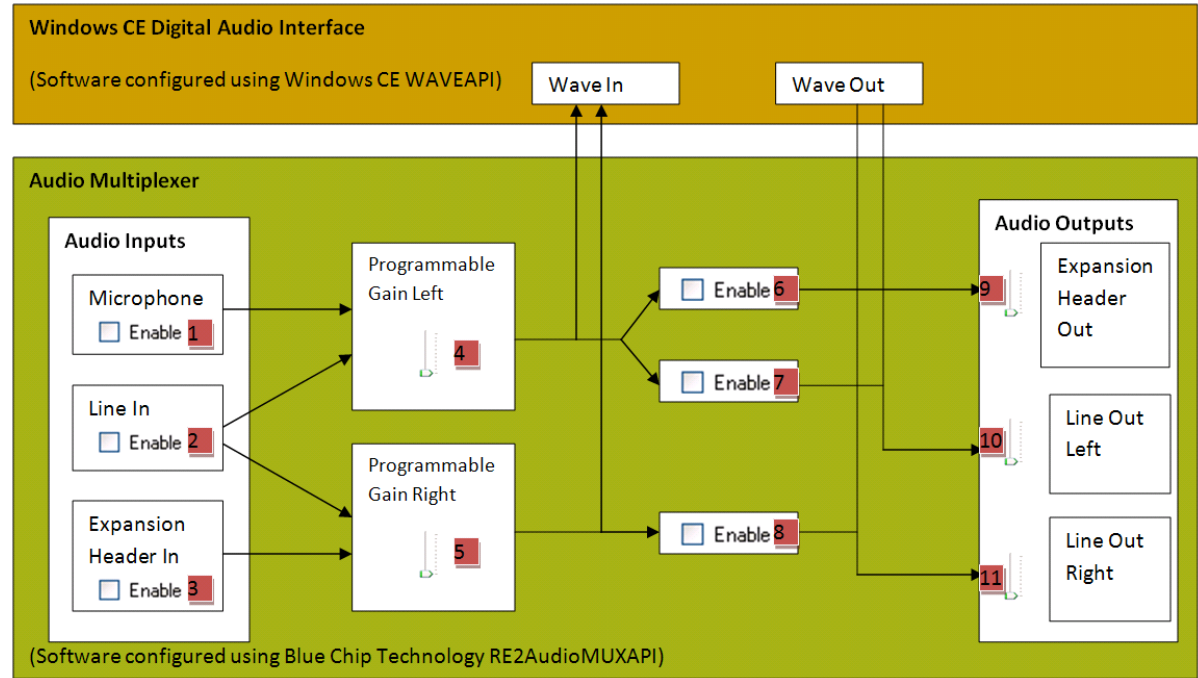 Windows CE Digital Audio Interface
(Software configured using Windows CE WAVEAPI)
Wave In
Wave Out
Audio Multiplexer
Audio Inputs
Microphone
Enable 1
Line In
Enable 2
Expansion
Header In
Enable 3
Programmable
Gain Left
4
Programmable
Gain Right
5
Enable 6
Enable 7
Enable 8
Audio Outputs
9
Expansion
Header
Out
10
Line Out
Left
11
Line Out
Right
(Software configured using Blue Chip Technology RE2AudioMUXAPI)